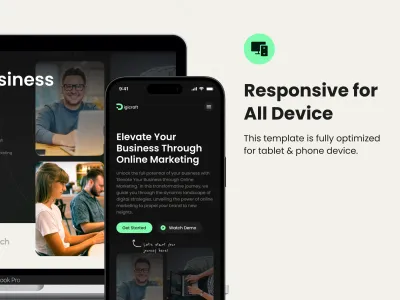 siness
marketing
ch
ook Pro
9:41
igicraft
Elevate Your
Business Through
Online Marketing
Unlock the full potential of your business with
"Elevate Your Business through Online
Marketing." In this transformative journey, we
guide you through the dynamic landscape of
digital strategies. Unveiling the power of online
marketing to propel your brand to new
heights.
Get Started
Watch Demo
Let's start your
journey here!
Responsive for
All Device
This template is fully optimized
for tablet & phone device.